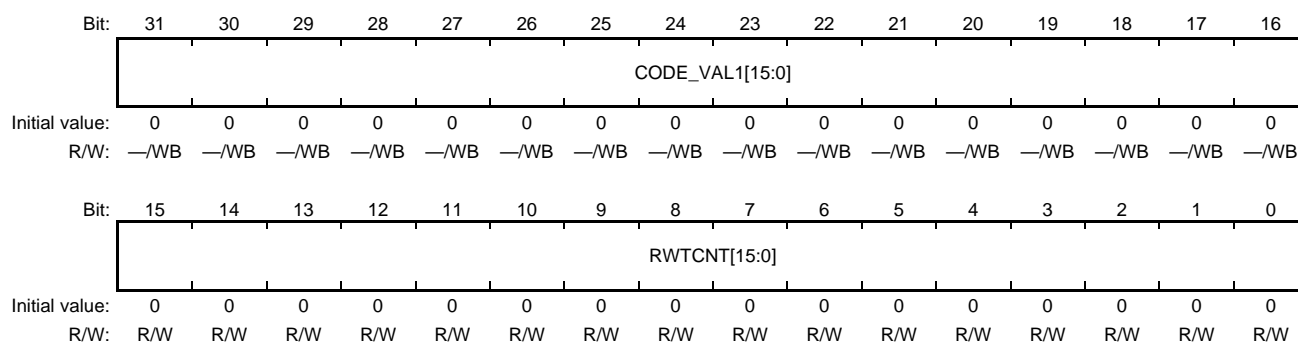 Bit: 31 30 29 28 27 26 25 24 23 22 21 20 19 18 17 16
CODE_VAL1[15:0]
Initial value: 0 0 0 0 0 0 0 0 0 0 0 0 0 0 0 0
R/W: —/WB —/WB —/WB —/WB —/WB —/WB —/WB —/WB —/WB —/WB —/WB —/WB —/WB —/WB —/WB —/WB
Bit: 15 14 13 12 11 10 9 8 7 6 5 4 3 2 1 0
RWTCNT[15:0]
Initial value: 0 0 0 0 0 0 0 0 0 0 0 0 0 0 0 0
R/W: R/W R/W R/W R/W R/W R/W R/W R/W R/W R/W R/W R/W R/W R/W R/W R/W